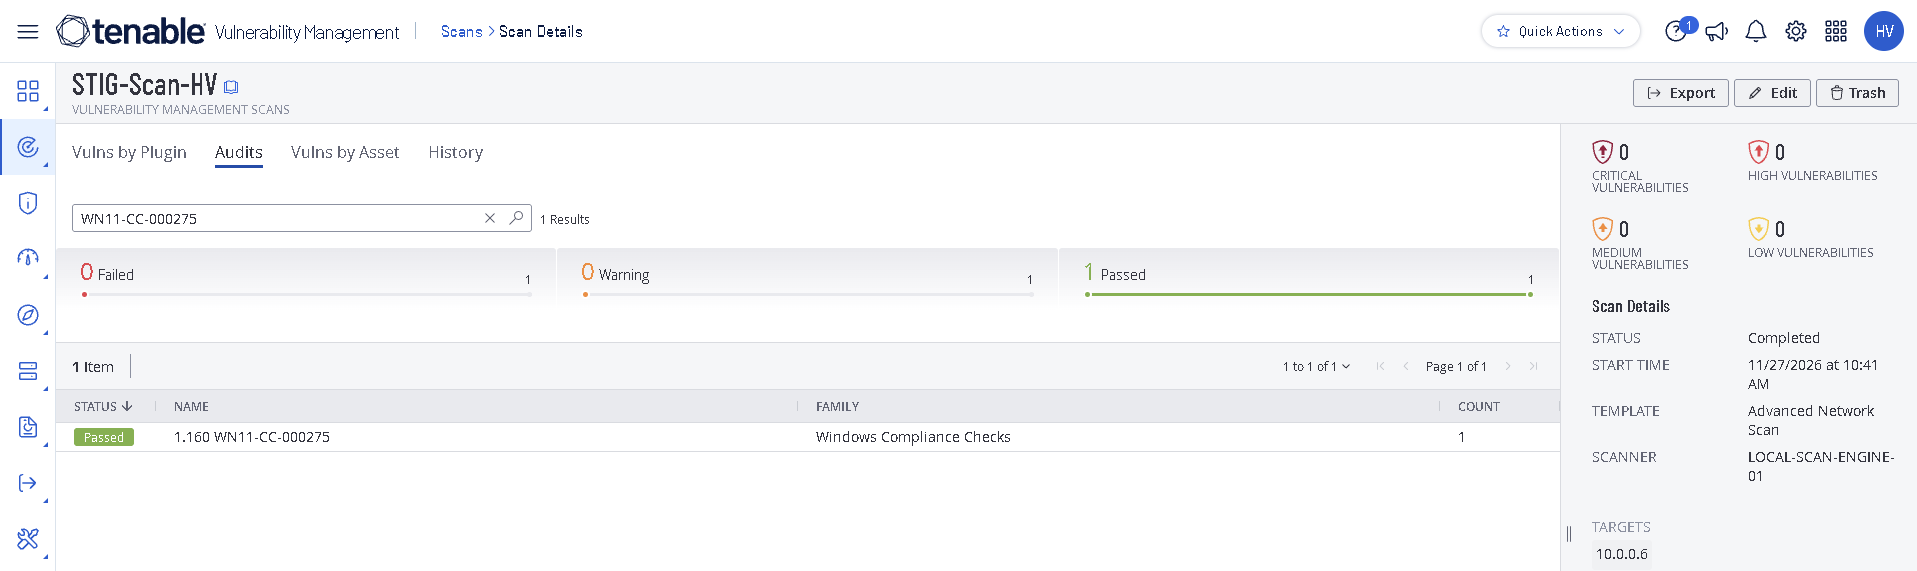 tenable Vulnerability Management Scans > Scan Details Quick Actions 1 HV
STIG-Scan-HV
VULNERABILITY MANAGEMENT SCANS
Export Edit Trash
Vulns by Plugin Audits Vulns by Asset History
WN11-CC-000275 1 Results
0 Failed 1
0 Warning 1
1 Passed 1
1 Item 1 to 1 of 1 Page 1 of 1
STATUS NAME FAMILY COUNT
Passed 1.160 WN11-CC-000275 Windows Compliance Checks 1
0
CRITICAL
VULNERABILITIES
0
HIGH VULNERABILITIES
0
MEDIUM
VULNERABILITIES
0
LOW VULNERABILITIES
Scan Details
STATUS Completed
START TIME 11/27/2026 at 10:41
AM
TEMPLATE Advanced Network
Scan
SCANNER LOCAL-SCAN-ENGINE-
01
TARGETS
10.0.0.6